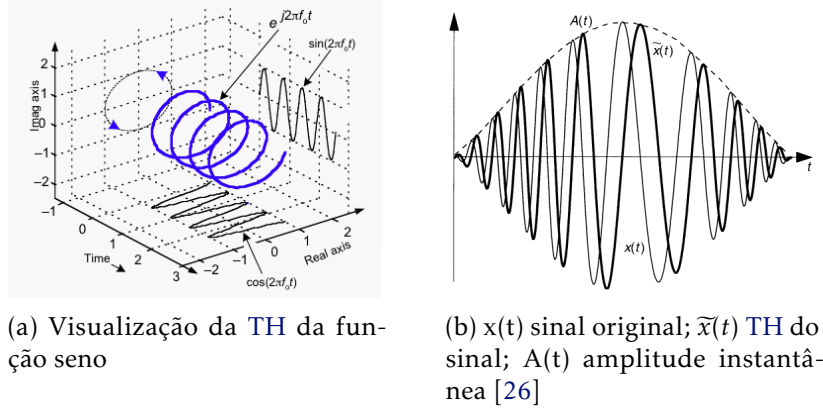 e^{j2πf₀t}
sin(2πf₀t)
Imag axis
2
1
0
−1
−2
−1
0
1
2
3
Time
−2
−1
0
1
2
Real axis
cos(2πf₀t)
A(t)
x̃(t)
x(t)
t
(a) Visualização da TH da fun-
ção seno
(b) x(t) sinal original; x̃(t) TH do
sinal; A(t) amplitude instantâ-
nea [26]